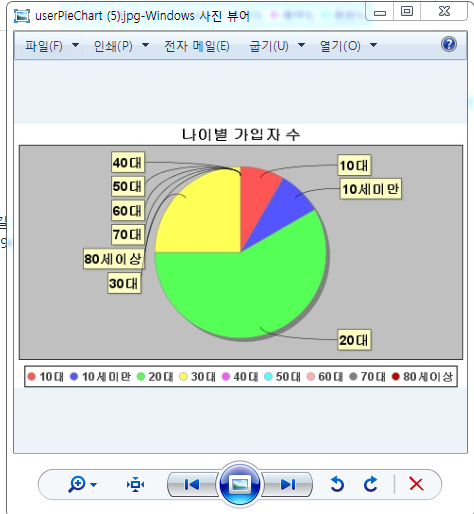 userPieChart (5).jpg-Windows 사진 뷰어
파일(F) 인쇄(P) 전자 메일(E) 굽기(U) 열기(O)
나이별 가입자 수
40대
10대
50대
10세미만
60대
70대
80세이상
30대
20대
10대 10세미만 20대 30대 40대 50대 60대 70대 80세이상